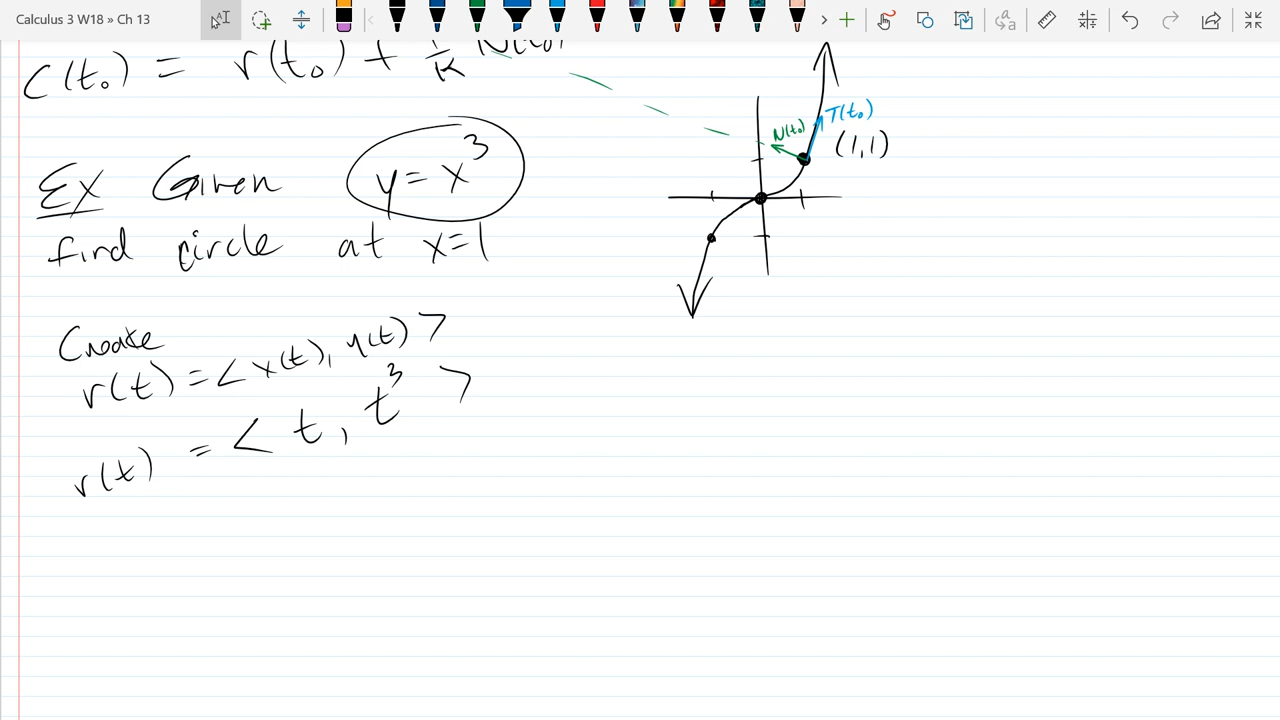 Calculus 3 W18 » Ch 13
C(t₀) = r(t₀) + 1/K N(t₀)
Ex Given y = x³
find circle at x=1
Create
r(t) = < x(t), y(t) >
r(t) = < t, t³ >
N(t₀)
T(t₀)
(1,1)